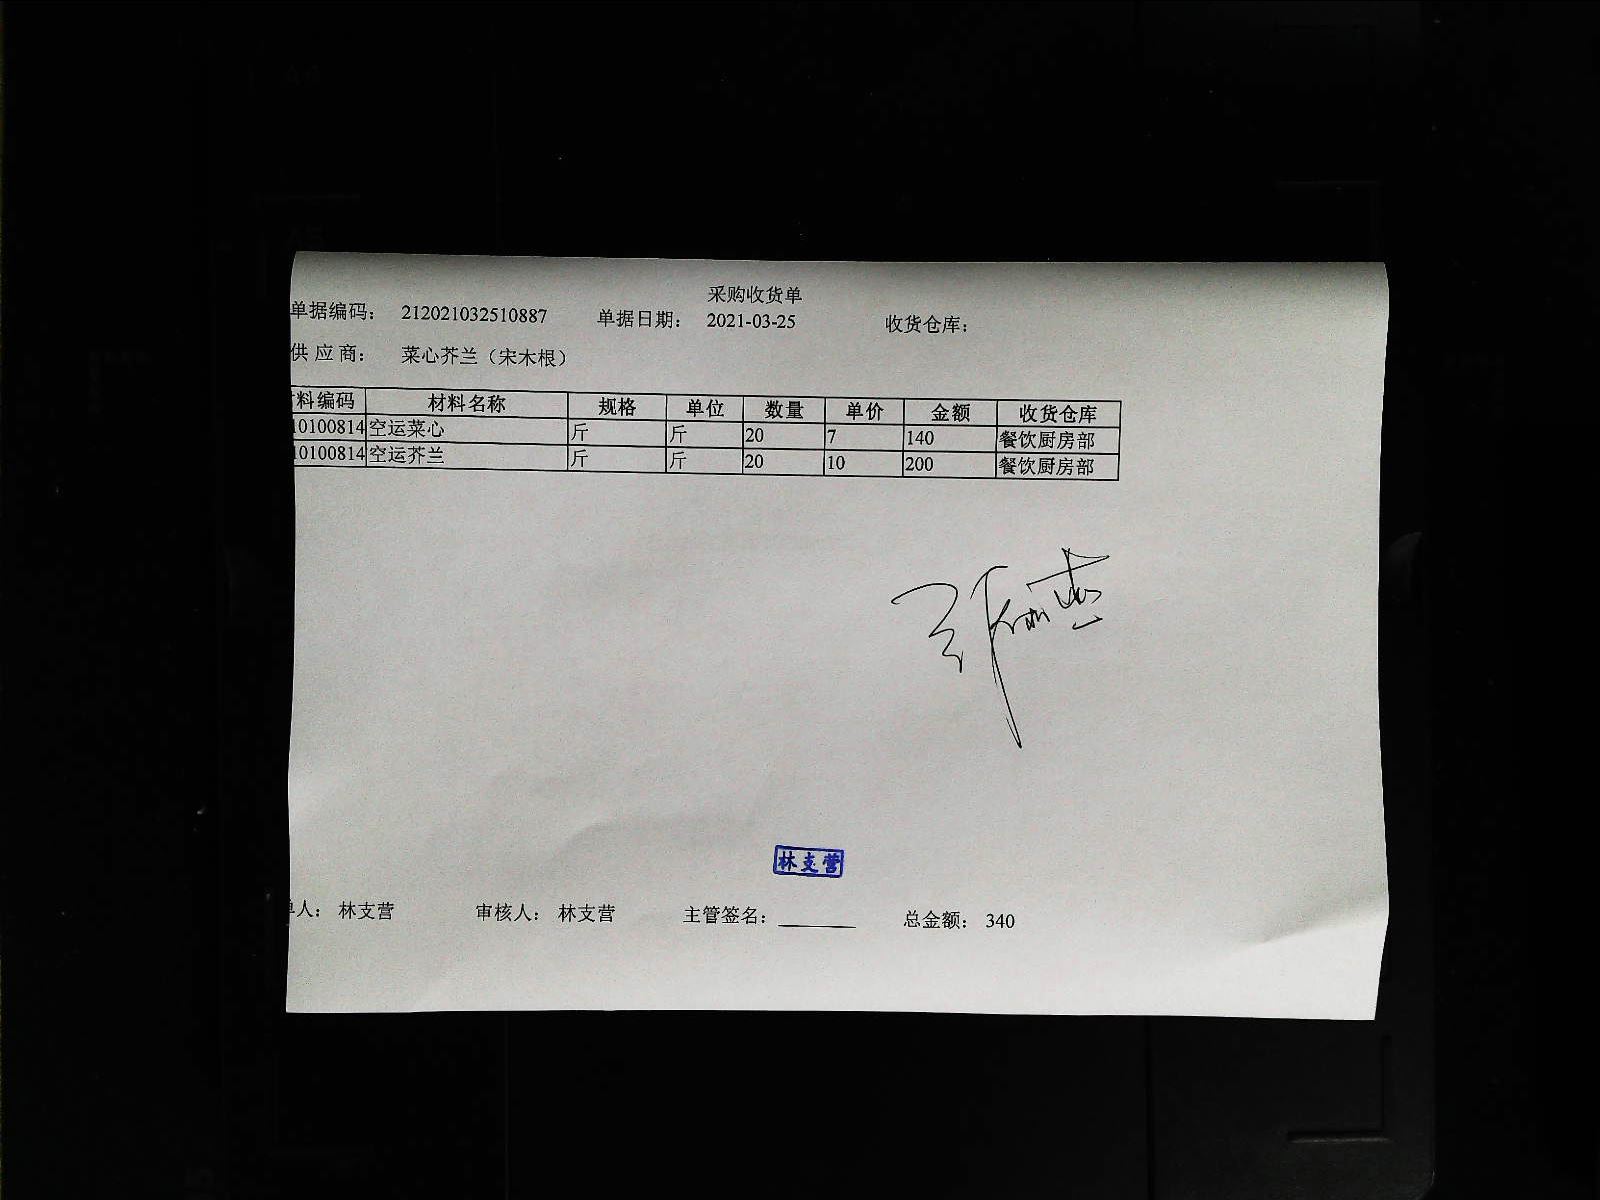 采购收货单
单据编码： 212021032510887 单据日期： 2021-03-25 收货仓库：
供应商： 菜心芥兰（宋木根）
料编码 材料名称 规格 单位 数量 单价 金额 收货仓库
10100814 空运菜心 斤 斤 20 7 140 餐饮厨房部
10100814 空运芥兰 斤 斤 20 10 200 餐饮厨房部
林支营
单人： 林支营 审核人： 林支营 主管签名： 总金额： 340